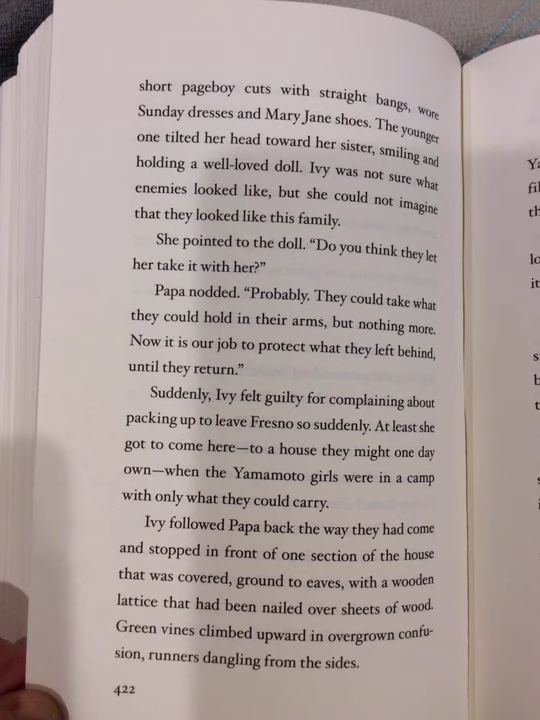 short pageboy cuts with straight bangs, wore
Sunday dresses and Mary Jane shoes. The younger
one tilted her head toward her sister, smiling and
holding a well-loved doll. Ivy was not sure what
enemies looked like, but she could not imagine
that they looked like this family.
She pointed to the doll. “Do you think they let
her take it with her?”
Papa nodded. “Probably. They could take what
they could hold in their arms, but nothing more.
Now it is our job to protect what they left behind,
until they return.”
Suddenly, Ivy felt guilty for complaining about
packing up to leave Fresno so suddenly. At least she
got to come here—to a house they might one day
own—when the Yamamoto girls were in a camp
with only what they could carry.
Ivy followed Papa back the way they had come
and stopped in front of one section of the house
that was covered, ground to eaves, with a wooden
lattice that had been nailed over sheets of wood.
Green vines climbed upward in overgrown confu-
sion, runners dangling from the sides.
422